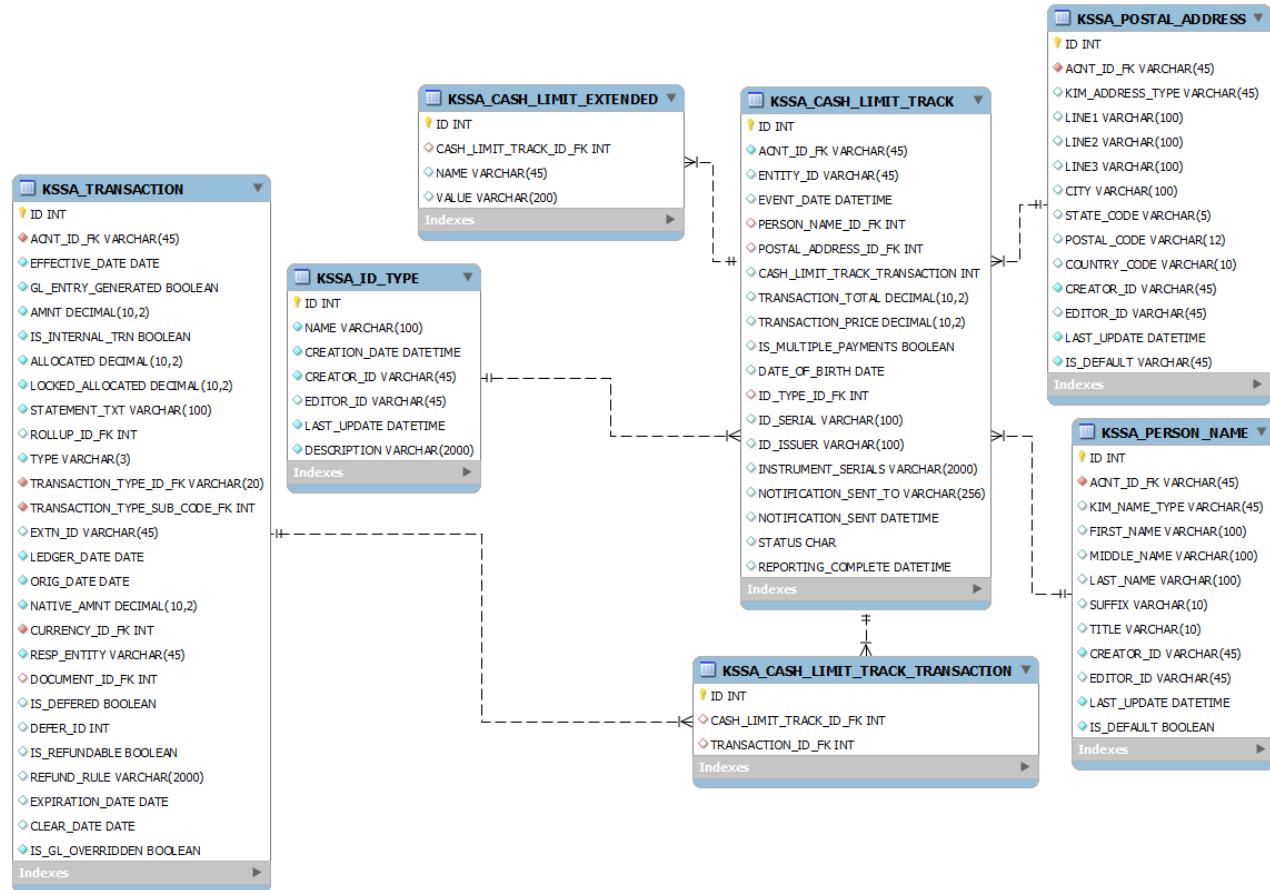 KSSA_POSTAL_ADDRESS
ID INT
ACNT_ID_FK VARCHAR(45)
KIM_ADDRESS_TYPE VARCHAR(45)
LINE1 VARCHAR(100)
LINE2 VARCHAR(100)
LINE3 VARCHAR(100)
CITY VARCHAR(100)
STATE_CODE VARCHAR(5)
POSTAL_CODE VARCHAR(12)
COUNTRY_CODE VARCHAR(10)
CREATOR_ID VARCHAR(45)
EDITOR_ID VARCHAR(45)
LAST_UPDATE DATETIME
IS_DEFAULT VARCHAR(45)
Indexes
KSSA_CASH_LIMIT_EXTENDED
ID INT
CASH_LIMIT_TRACK_ID_FK INT
NAME VARCHAR(45)
VALUE VARCHAR(200)
Indexes
KSSA_CASH_LIMIT_TRACK
ID INT
ACNT_ID_FK VARCHAR(45)
ENTITY_ID VARCHAR(45)
EVENT_DATE DATETIME
PERSON_NAME_ID_FK INT
POSTAL_ADDRESS_ID_FK INT
CASH_LIMIT_TRACK_TRANSACTION INT
TRANSACTION_TOTAL DECIMAL(10,2)
TRANSACTION_PRICE DECIMAL(10,2)
IS_MULTIPLE_PAYMENTS BOOLEAN
DATE_OF_BIRTH DATE
ID_TYPE_ID_FK INT
ID_SERIAL VARCHAR(100)
ID_ISSUER VARCHAR(100)
INSTRUMENT_SERIALS VARCHAR(2000)
NOTIFICATION_SENT_TO VARCHAR(256)
NOTIFICATION_SENT DATETIME
STATUS CHAR
REPORTING_COMPLETE DATETIME
Indexes
KSSA_TRANSACTION
ID INT
ACNT_ID_FK VARCHAR(45)
EFFECTIVE_DATE DATE
GL_ENTRY_GENERATED BOOLEAN
AMNT DECIMAL(10,2)
IS_INTERNAL_TRN BOOLEAN
ALLOCATED DECIMAL(10,2)
LOCKED_ALLOCATED DECIMAL(10,2)
STATEMENT_TXT VARCHAR(100)
ROLLUP_ID_FK INT
TYPE VARCHAR(3)
TRANSACTION_TYPE_ID_FK VARCHAR(20)
TRANSACTION_TYPE_SUB_CODE_FK INT
EXTN_ID VARCHAR(45)
LEDGER_DATE DATE
ORIG_DATE DATE
NATIVE_AMNT DECIMAL(10,2)
CURRENCY_ID_FK INT
RESP_ENTITY VARCHAR(45)
DOCUMENT_ID_FK INT
IS_DEFERED BOOLEAN
DEFER_ID INT
IS_REFUNDABLE BOOLEAN
REFUND_RULE VARCHAR(2000)
EXPIRATION_DATE DATE
CLEAR_DATE DATE
IS_GL_OVERRIDDEN BOOLEAN
Indexes
KSSA_ID_TYPE
ID INT
NAME VARCHAR(100)
CREATION_DATE DATETIME
CREATOR_ID VARCHAR(45)
EDITOR_ID VARCHAR(45)
LAST_UPDATE DATETIME
DESCRIPTION VARCHAR(2000)
Indexes
KSSA_PERSON_NAME
ID INT
ACNT_ID_FK VARCHAR(45)
KIM_NAME_TYPE VARCHAR(45)
FIRST_NAME VARCHAR(100)
MIDDLE_NAME VARCHAR(100)
LAST_NAME VARCHAR(100)
SUFFIX VARCHAR(10)
TITLE VARCHAR(10)
CREATOR_ID VARCHAR(45)
EDITOR_ID VARCHAR(45)
LAST_UPDATE DATETIME
IS_DEFAULT BOOLEAN
Indexes
KSSA_CASH_LIMIT_TRACK_TRANSACTION
ID INT
CASH_LIMIT_TRACK_ID_FK INT
TRANSACTION_ID_FK INT
Indexes